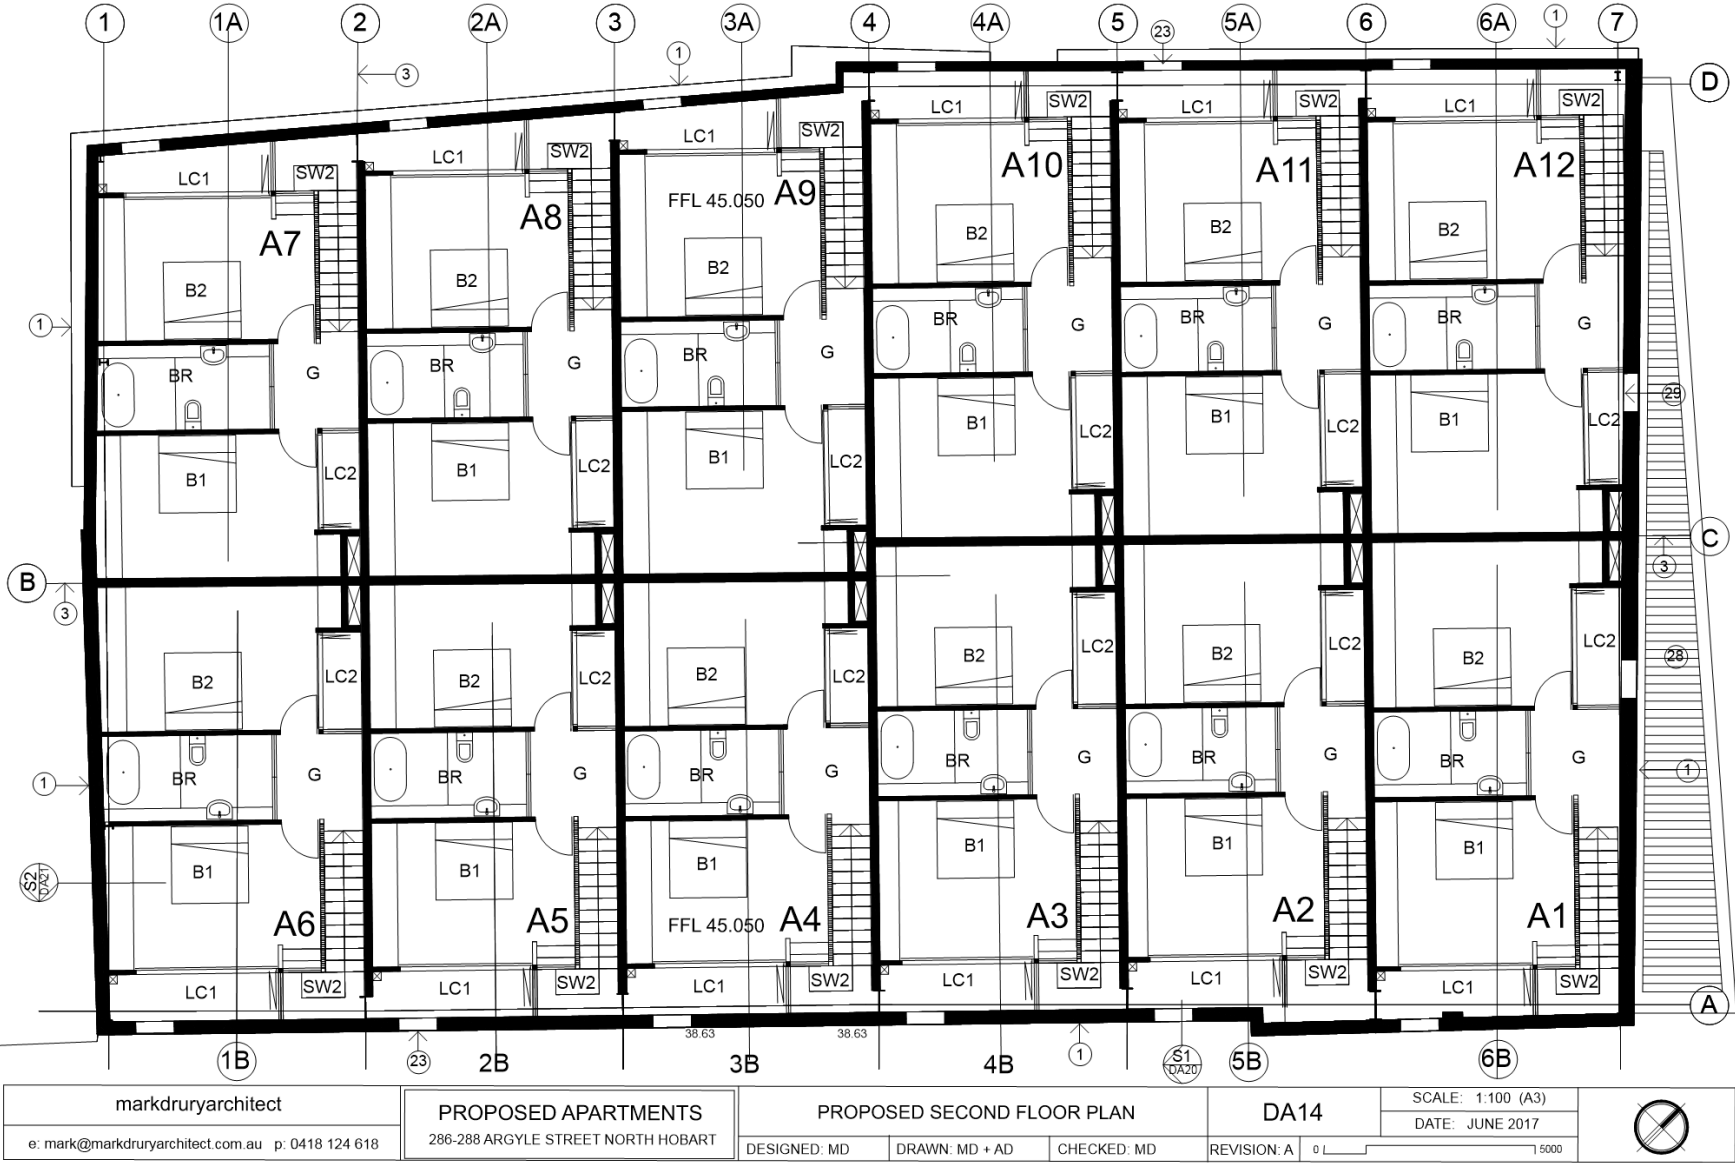 1 1A 2 2A 3 3A 4 4A 5 5A 6 6A 7
1 3 1 23 1
D
LC1 SW2 LC1 SW2 LC1 SW2 LC1 SW2 LC1 SW2 LC1 SW2
A7 A8 A9 A10 A11 A12
FFL 45.050
B2 B2 B2 B2 B2 B2
1
BR G BR G BR G BR G BR G BR G
29
B1 LC2 B1 LC2 B1 LC2 B1 LC2 B1 LC2 B1 LC2
B C
3 3
B2 LC2 B2 LC2 B2 LC2 B2 LC2 B2 LC2 B2 LC2
28
1 BR G BR G BR G BR G BR G BR G 1
S2
DA21
B1 B1 B1 B1 B1 B1
A6 A5 FFL 45.050 A4 A3 A2 A1
LC1 SW2 LC1 SW2 LC1 SW2 LC1 SW2 LC1 SW2 LC1 SW2
A
38.63 38.63
1B 23 2B 3B 4B 1 S1 5B 6B
DA20
markdruryarchitect
e: mark@markdruryarchitect.com.au p: 0418 124 618
PROPOSED APARTMENTS
286-288 ARGYLE STREET NORTH HOBART
PROPOSED SECOND FLOOR PLAN
DESIGNED: MD DRAWN: MD + AD CHECKED: MD
DA14
REVISION: A
SCALE: 1:100 (A3)
DATE: JUNE 2017
0 5000